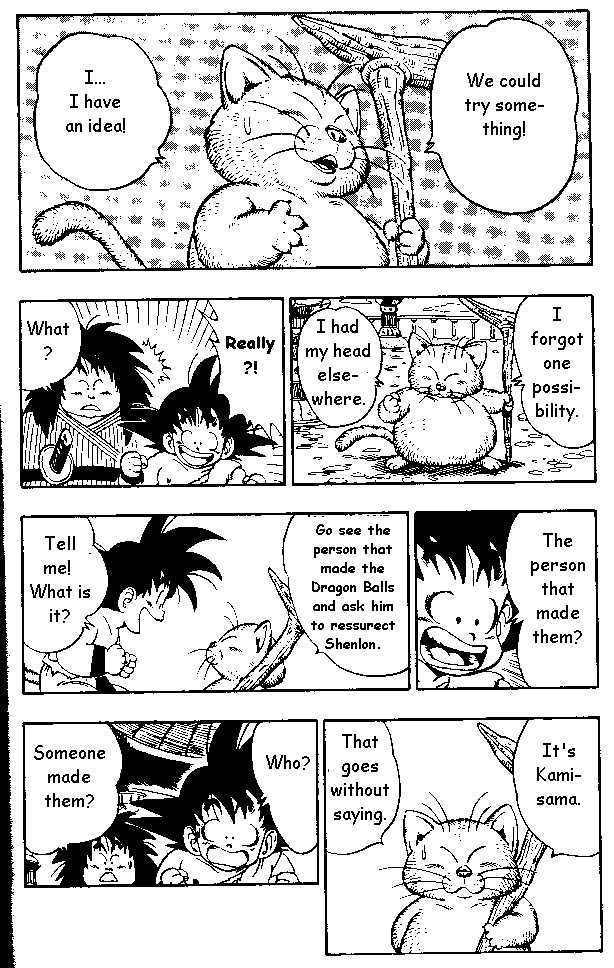 I...
I have
an idea!
We could
try some-
thing!
What
?
Really
?!
I had
my head
else-
where.
I
forgot
one
possi-
bility.
Tell
me!
What is
it?
Go see the
person that
made the
Dragon Balls
and ask him
to ressurect
Shenlon.
The
person
that
made
them?
Someone
made
them?
Who?
That
goes
without
saying.
It's
Kami-
sama.